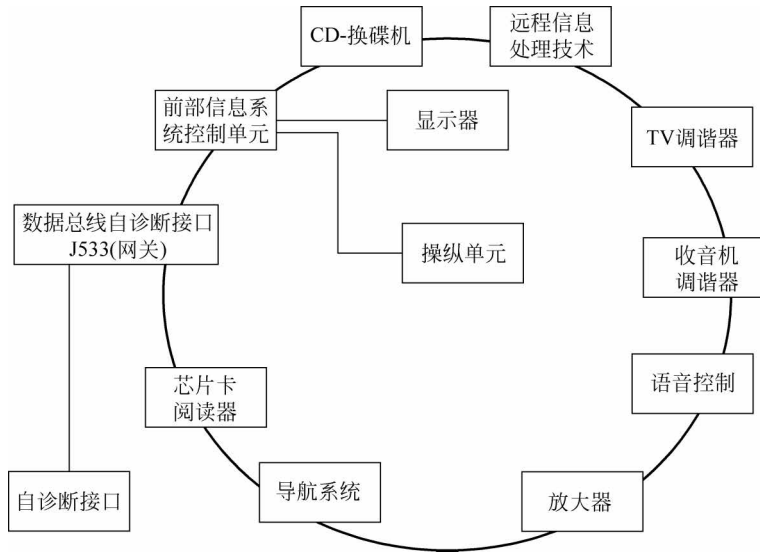 CD-换碟机
远程信息
处理技术
前部信息系
统控制单元
显示器
TV调谐器
数据总线自诊断接口
J533(网关)
操纵单元
收音机
调谐器
芯片卡
阅读器
语音控制
自诊断接口
导航系统
放大器